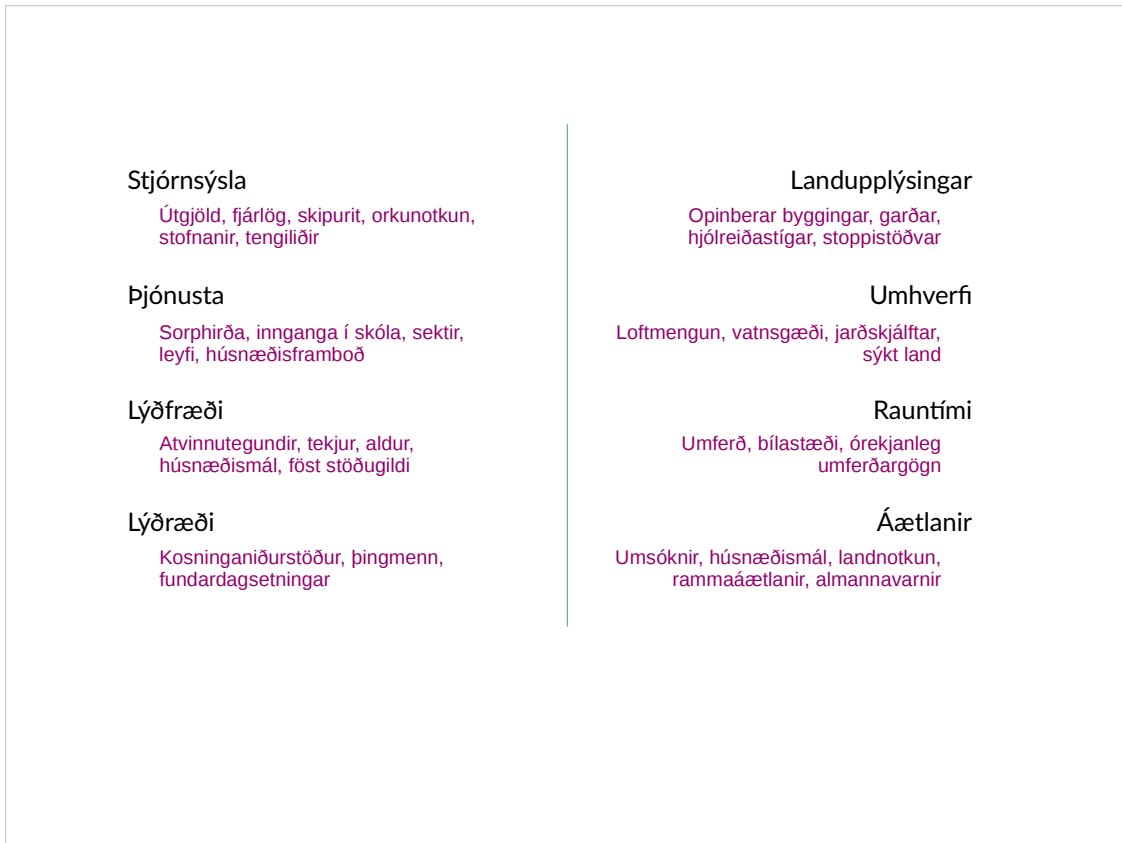 Stjórnsýsla
Útgjöld, fjárlög, skipurit, orkunotkun,
stofnanir, tengiliðir
Þjónusta
Sorphirða, innganga í skóla, sektir,
leyfi, húsnæðisframboð
Lýðfræði
Atvinnutegundir, tekjur, aldur,
húsnæðismál, föst stöðugildi
Lýðræði
Kosninganiðurstöður, þingmenn,
fundardagsetningar
Landupplýsingar
Opinberar byggingar, garðar,
hjólreiðastígar, stoppistöðvar
Umhverfi
Loftmengun, vatnsgæði, jarðskjálftar,
sýkt land
Rauntími
Umferð, bílastæði, órekjanleg
umferðargögn
Áætlanir
Umsóknir, húsnæðismál, landnotkun,
rammaáætlanir, almannavarnir